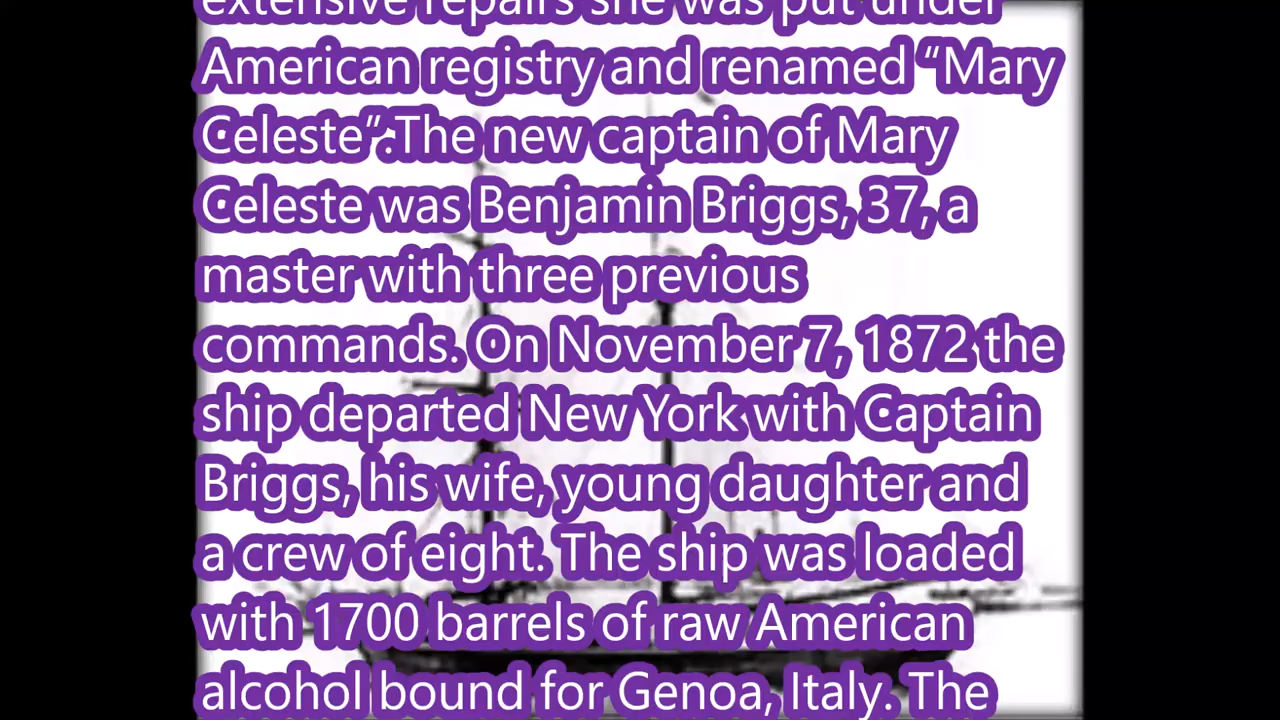 extensive repairs she was put under
American registry and renamed “Mary
Celeste”.The new captain of Mary
Celeste was Benjamin Briggs, 37, a
master with three previous
commands. On November 7, 1872 the
ship departed New York with Captain
Briggs, his wife, young daughter and
a crew of eight. The ship was loaded
with 1700 barrels of raw American
alcohol bound for Genoa, Italy. The